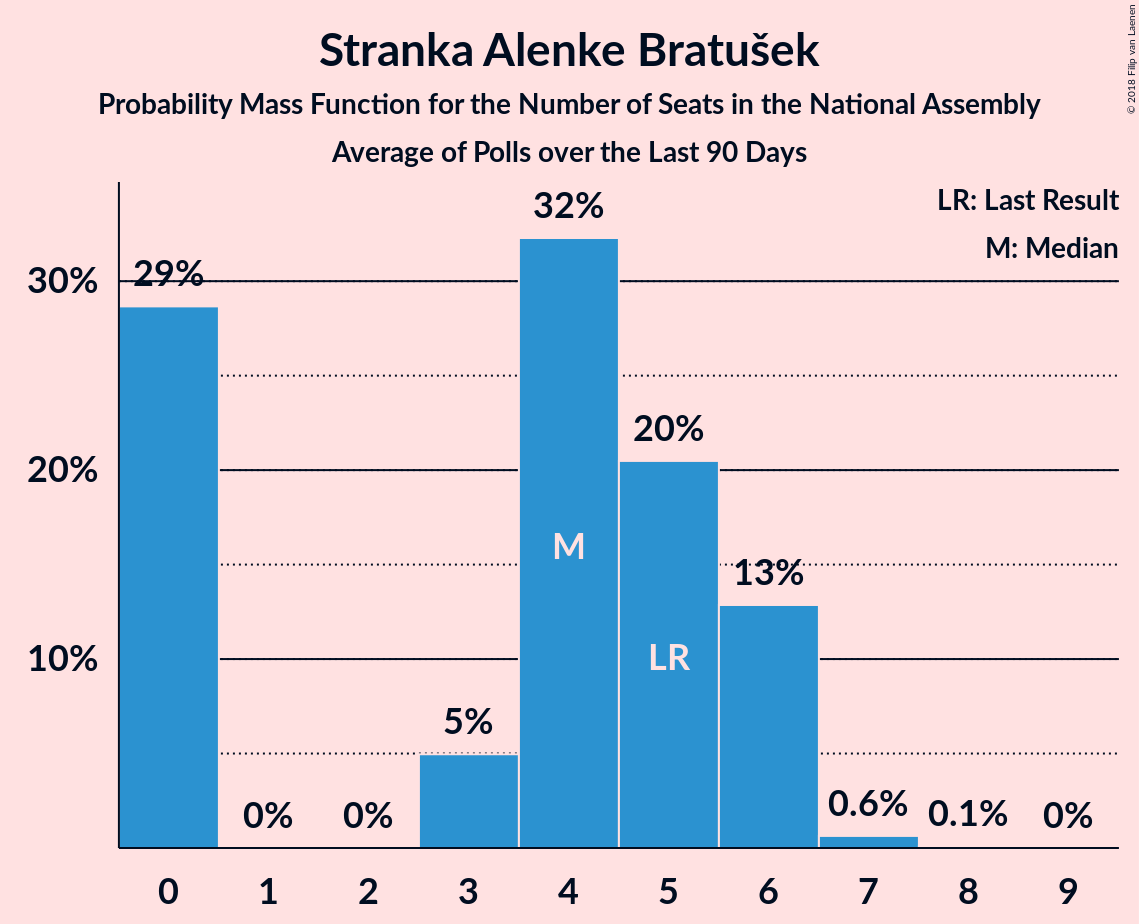 Stranka Alenke Bratušek
Probability Mass Function for the Number of Seats in the National Assembly
Average of Polls over the Last 90 Days
© 2018 Filip van Laenen
LR: Last Result
M: Median
30%
20%
10%
29%
0%
0%
5%
32%
20%
13%
0.6%
0.1%
0%
M
LR
0 1 2 3 4 5 6 7 8 9